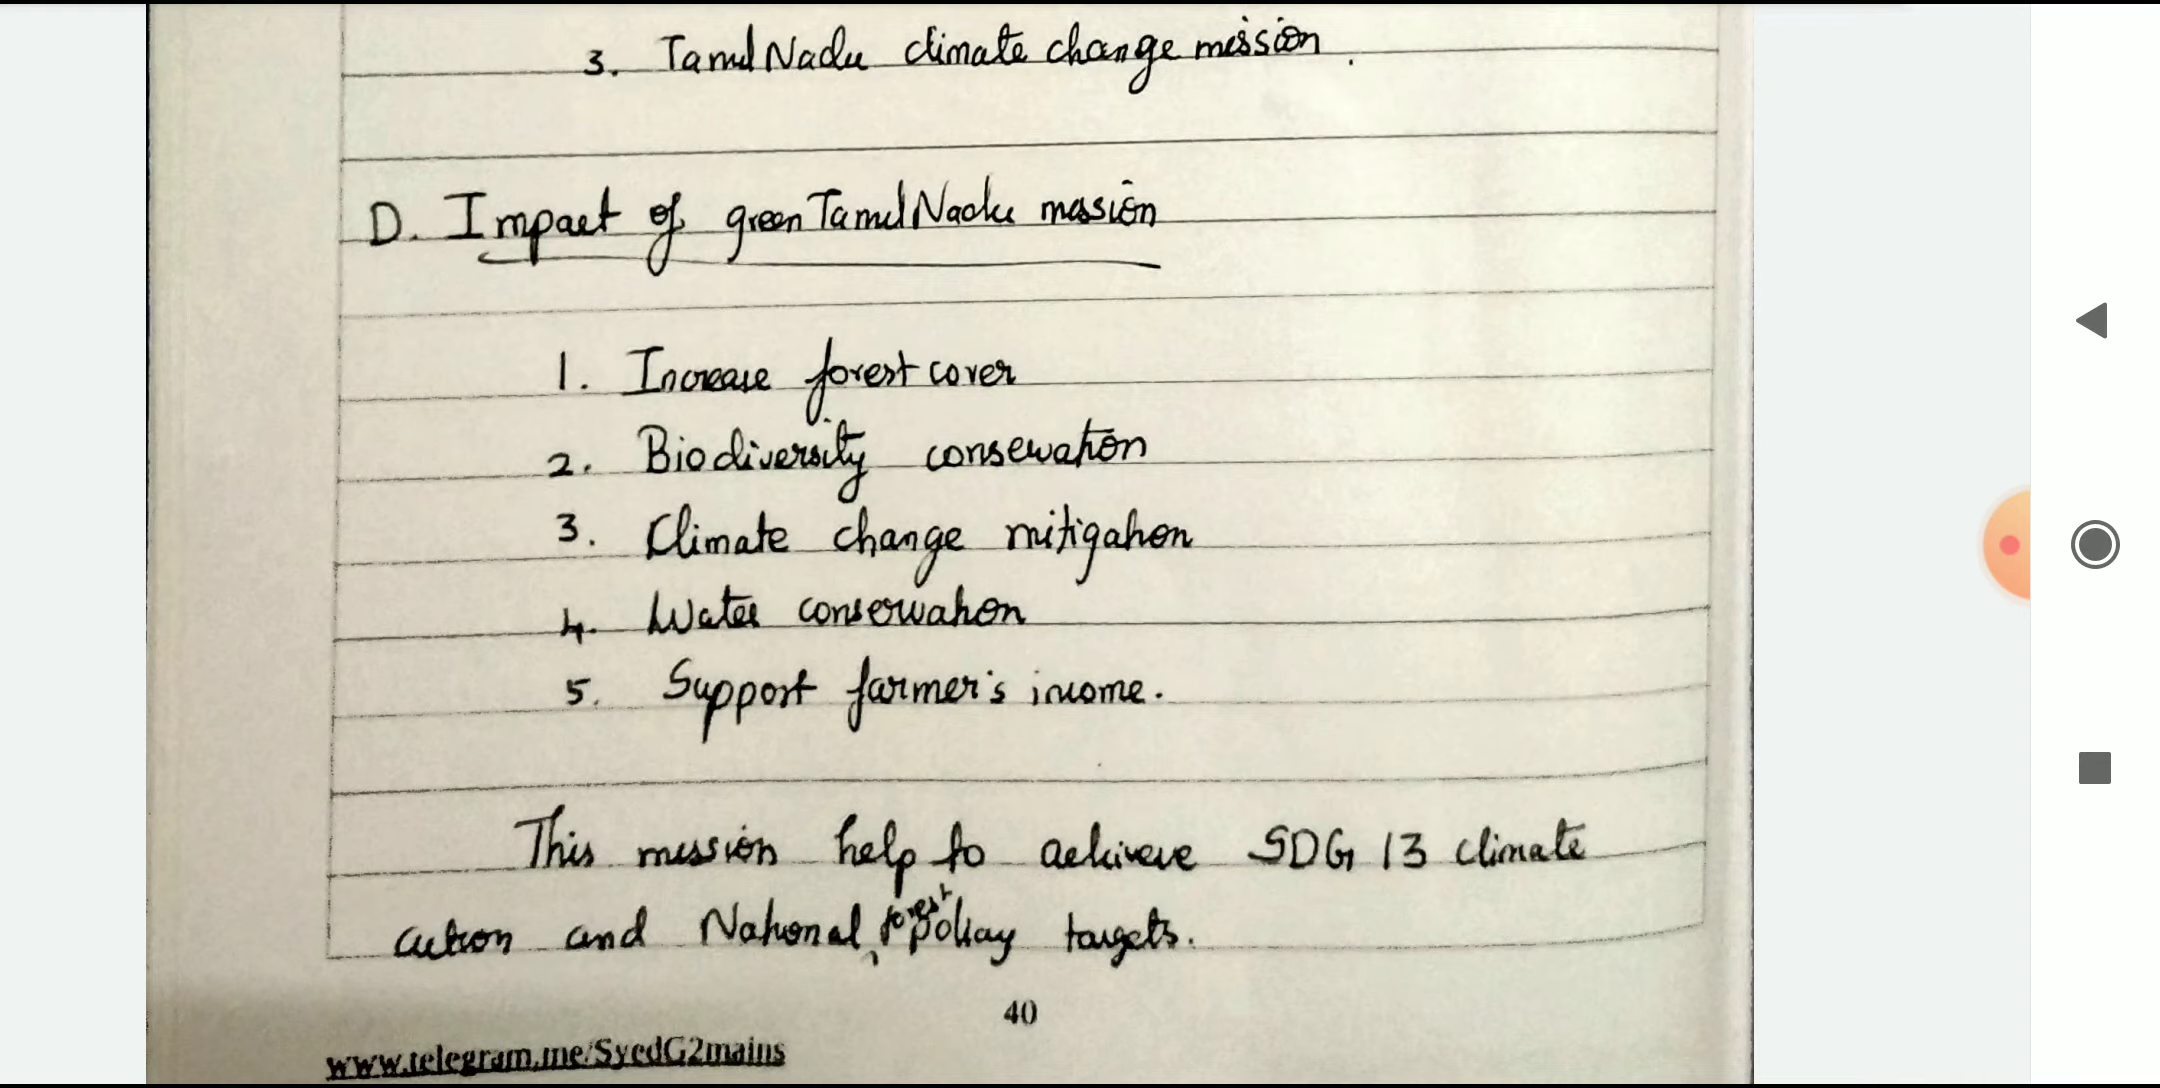 3. TamilNadu climate change mission.
D. Impact of green TamilNadu mission
1. Increase forest cover
2. Biodiversity conservation
3. Climate change mitigation
4. Water conservation
5. Support farmer's income.
This mission help to achieve SDG 13 climate
action and National forest policy targets.
40
www.telegram.me/SyedG2mains